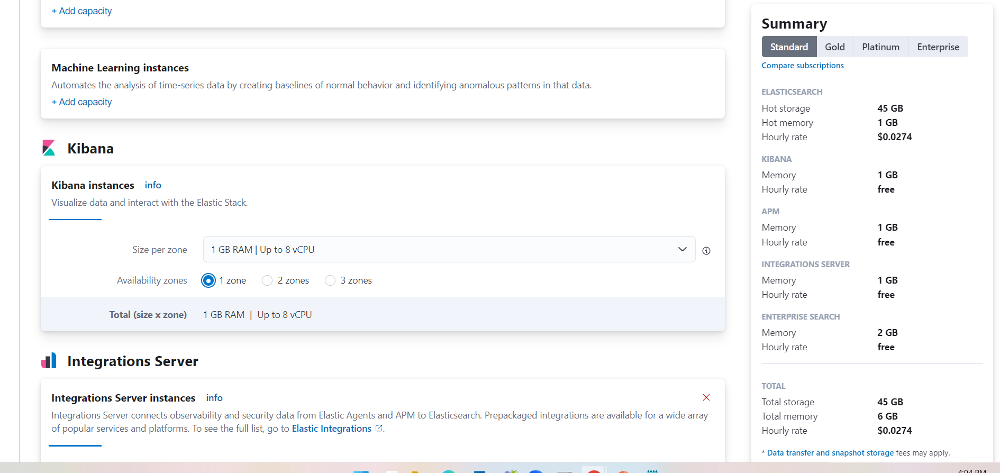 + Add capacity
Machine Learning instances
Automates the analysis of time-series data by creating baselines of normal behavior and identifying anomalous patterns in that data.
+ Add capacity
Kibana
Kibana instances info
Visualize data and interact with the Elastic Stack.
Size per zone 1 GB RAM | Up to 8 vCPU
Availability zones 1 zone 2 zones 3 zones
Total (size x zone) 1 GB RAM | Up to 8 vCPU
Integrations Server
Integrations Server instances info
Integrations Server connects observability and security data from Elastic Agents and APM to Elasticsearch. Prepackaged integrations are available for a wide array
of popular services and platforms. To see the full list, go to Elastic Integrations.
Summary
Standard Gold Platinum Enterprise
Compare subscriptions
ELASTICSEARCH
Hot storage 45 GB
Hot memory 1 GB
Hourly rate $0.0274
KIBANA
Memory 1 GB
Hourly rate free
APM
Memory 1 GB
Hourly rate free
INTEGRATIONS SERVER
Memory 1 GB
Hourly rate free
ENTERPRISE SEARCH
Memory 2 GB
Hourly rate free
TOTAL
Total storage 45 GB
Total memory 6 GB
Hourly rate $0.0274
* Data transfer and snapshot storage fees may apply.
4:04 PM